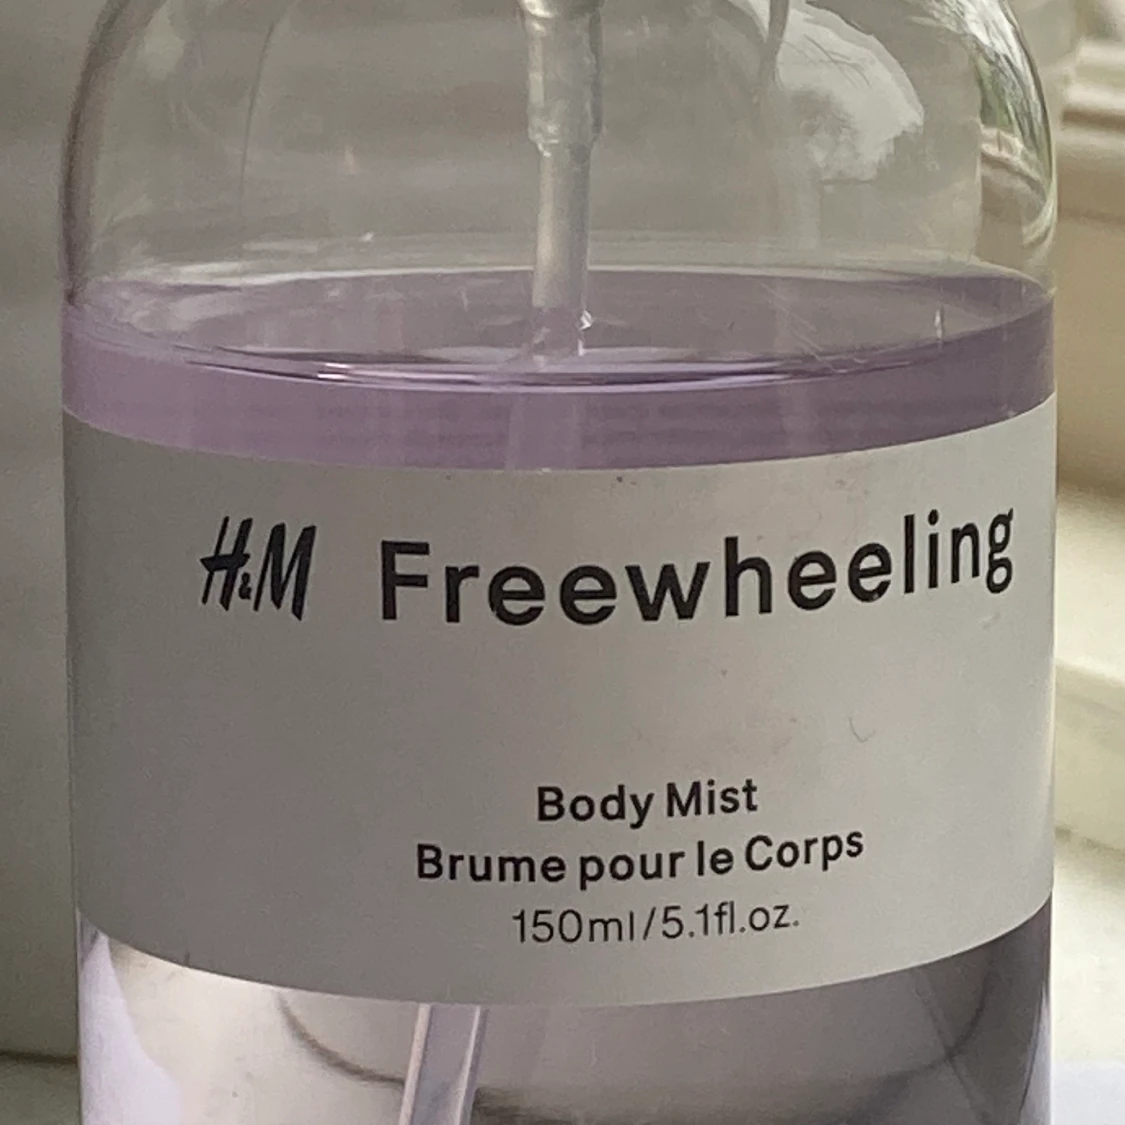 H&M Freewheeling
Body Mist
Brume pour le Corps
150ml/5.1fl.oz.